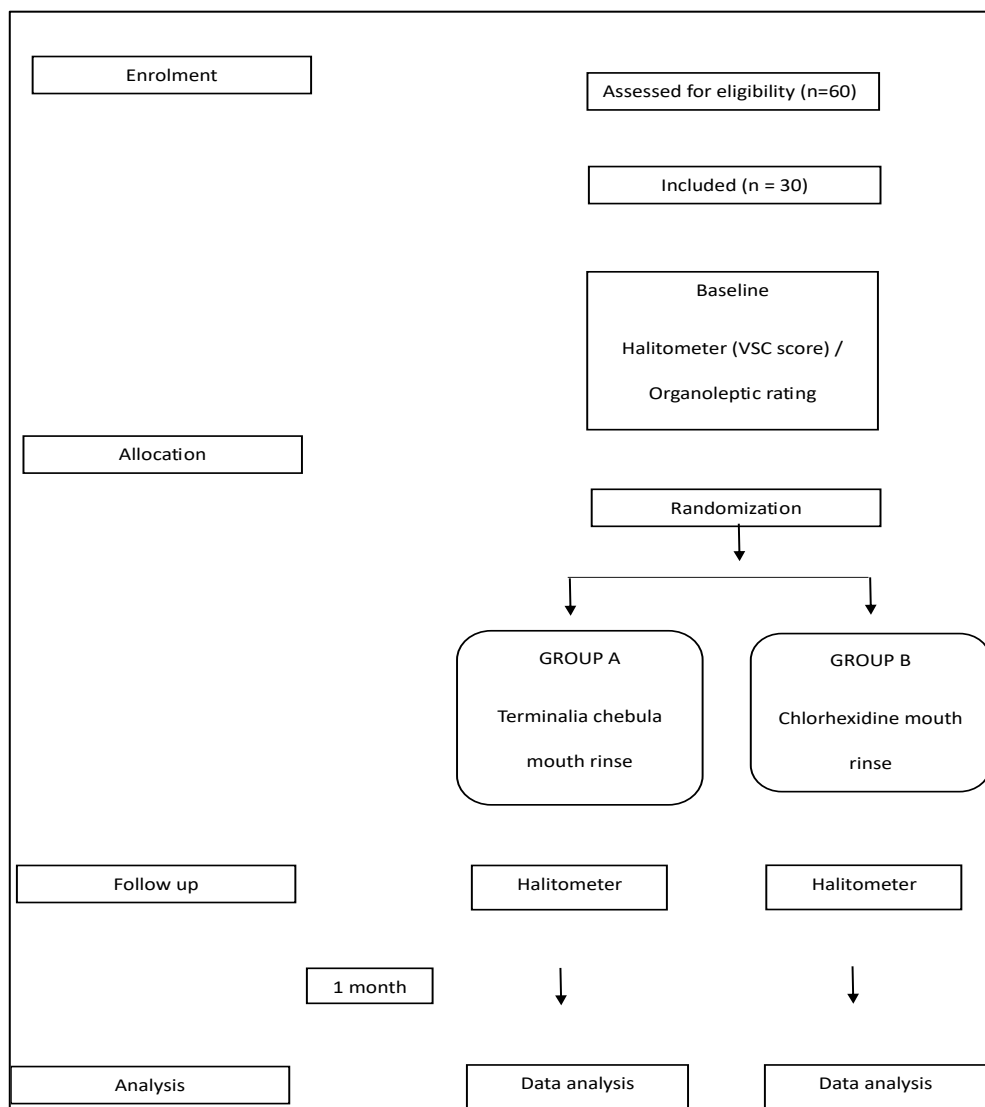 Enrolment
Assessed for eligibility (n=60)
Included (n = 30)
Baseline
Halitometer (VSC score) /
Organoleptic rating
Allocation
Randomization
GROUP A
Terminalia chebula
mouth rinse
GROUP B
Chlorhexidine mouth
rinse
Follow up
Halitometer
Halitometer
1 month
Analysis
Data analysis
Data analysis